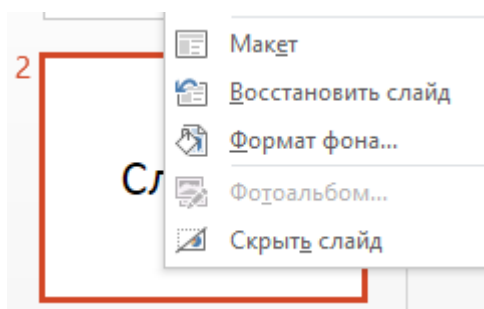 Макет
2
Восстановить слайд
Формат фона...
Сл
Фотоальбом...
Скрыть слайд